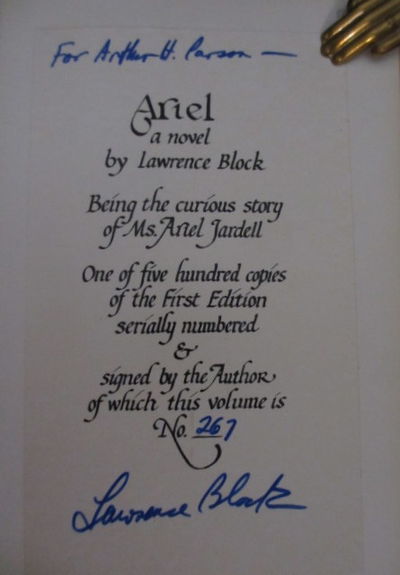 For Arthur H. Parson —
Ariel
a novel
by Lawrence Block
Being the curious story
of Ms. Ariel Jardell
One of five hundred copies
of the First Edition
serially numbered
&
signed by the Author
of which this volume is
No. 267
Lawrence Block